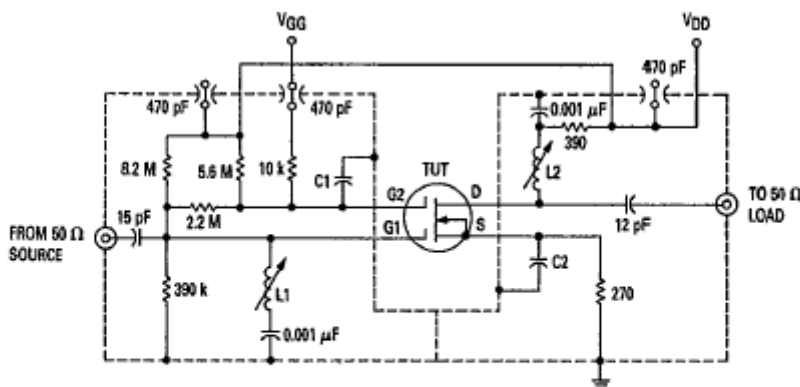 VGG
VDD
470 pF
470 pF
470 pF
0.001 μF
390
8.2 M
5.6 M
10 k
C1
TUT
L2
G2
D
2.2 M
15 pF
G1
S
12 pF
TO 50 Ω
LOAD
FROM 50 Ω
SOURCE
390 k
L1
C2
270
0.001 μF